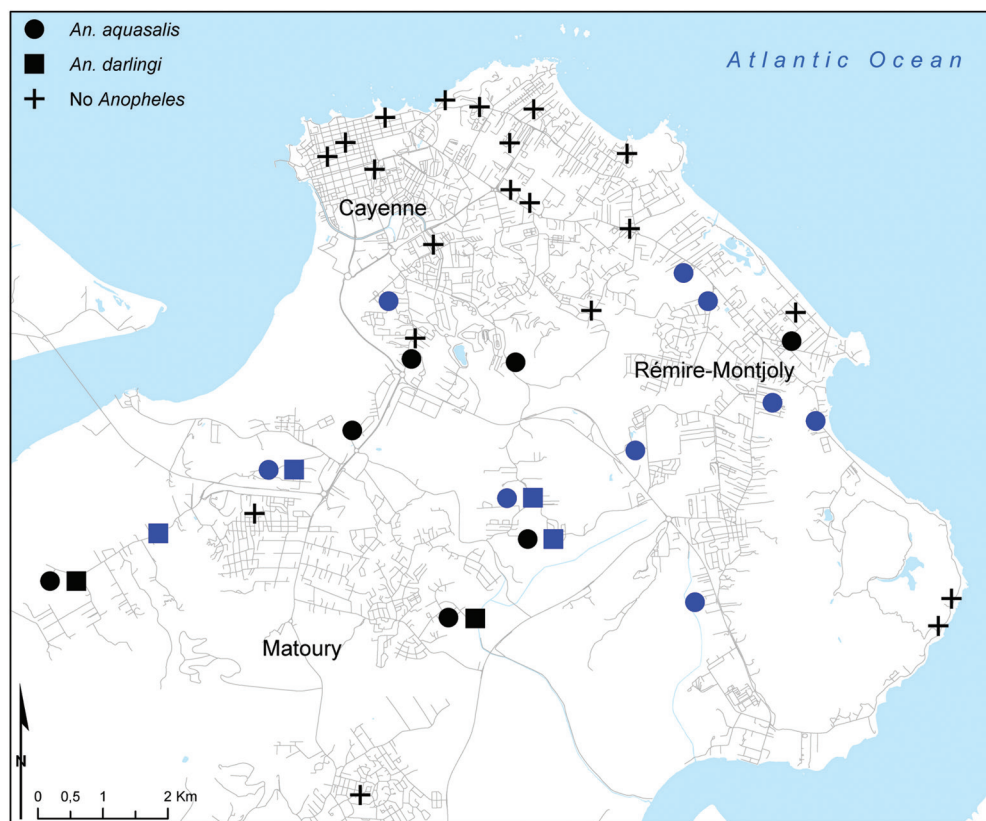 An. aquasalis
An. darlingi
No Anopheles
Atlantic Ocean
Cayenne
Rémire-Montjoly
Matoury
N
0 0,5 1 2 Km